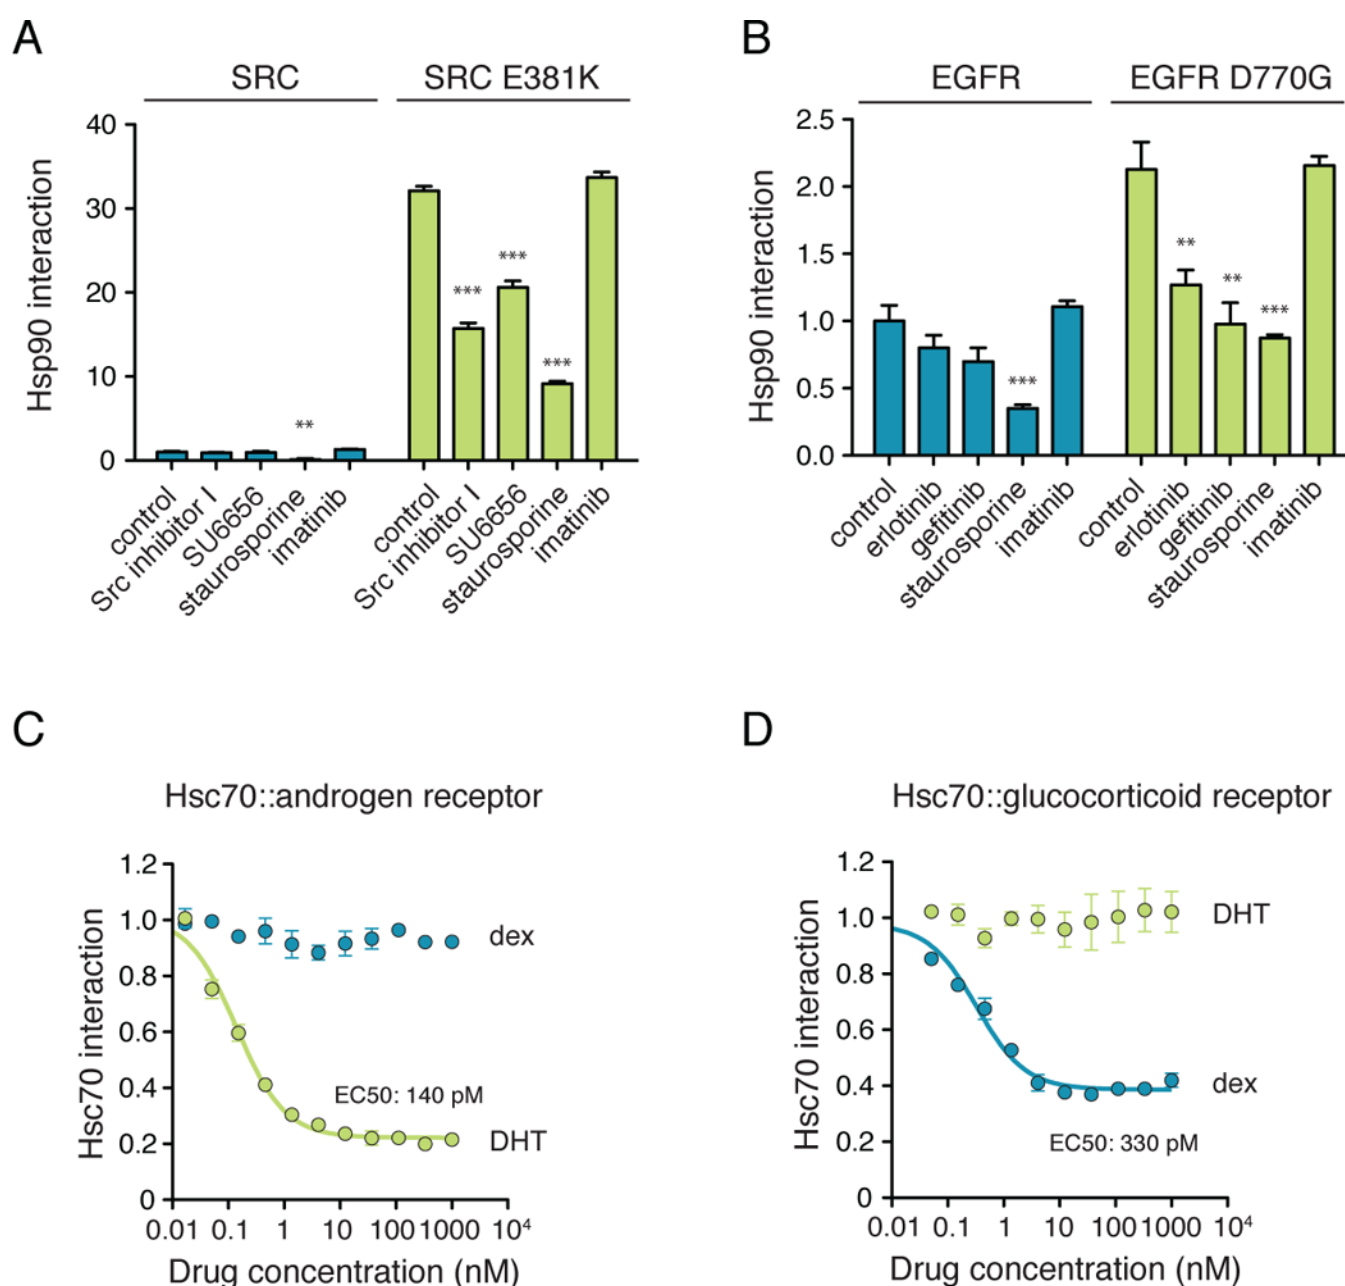 A
SRC
SRC E381K
40
30
20
10
0
Hsp90 interaction
***
***
***
**
control
Src inhibitor I
SU6656
staurosporine
imatinib
control
Src inhibitor I
SU6656
staurosporine
imatinib
B
EGFR
EGFR D770G
2.5
2.0
1.5
1.0
0.5
0.0
Hsp90 interaction
***
**
**
***
control
erlotinib
gefitinib
staurosporine
imatinib
control
erlotinib
gefitinib
staurosporine
imatinib
C
Hsc70::androgen receptor
1.2
1.0
0.8
0.6
0.4
0.2
0
Hsc70 interaction
dex
EC50: 140 pM
DHT
0.01 0.1 1 10 100 1000 10⁴
Drug concentration (nM)
D
Hsc70::glucocorticoid receptor
1.2
1.0
0.8
0.6
0.4
0.2
0
Hsc70 interaction
DHT
dex
EC50: 330 pM
0.01 0.1 1 10 100 1000 10⁴
Drug concentration (nM)